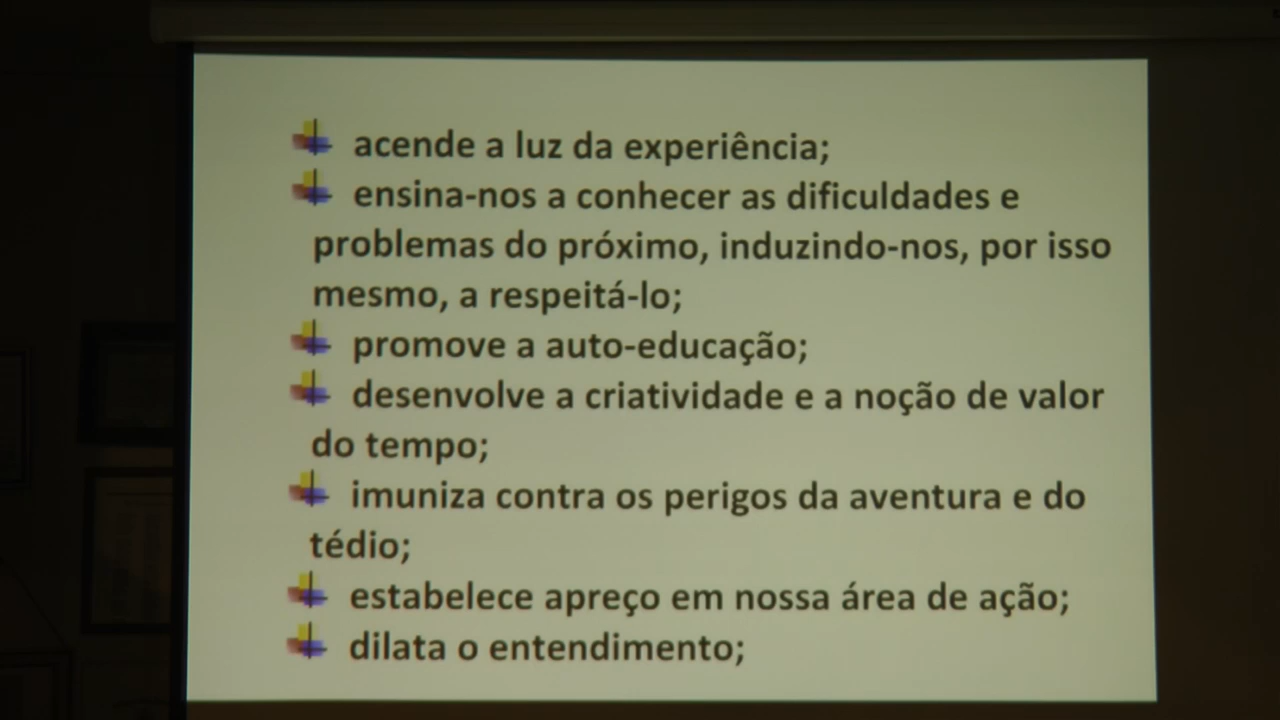 acende a luz da experiência;
ensina-nos a conhecer as dificuldades e
problemas do próximo, induzindo-nos, por isso
mesmo, a respeitá-lo;
promove a auto-educação;
desenvolve a criatividade e a noção de valor
do tempo;
imuniza contra os perigos da aventura e do
tédio;
estabelece apreço em nossa área de ação;
dilata o entendimento;